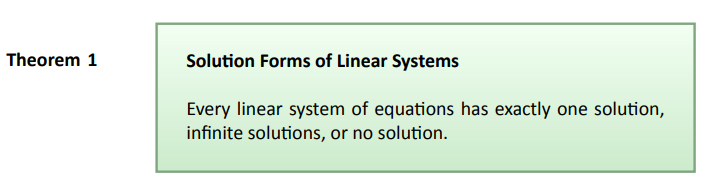 Theorem 1
Solution Forms of Linear Systems
Every linear system of equations has exactly one solution,
infinite solutions, or no solution.